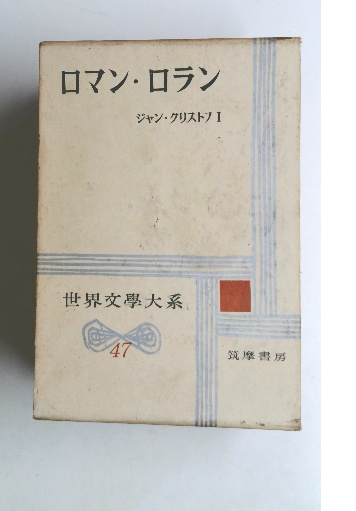 ロマン・ロラン
ジャン・クリストフ I
世界文學大系
47
筑摩書房